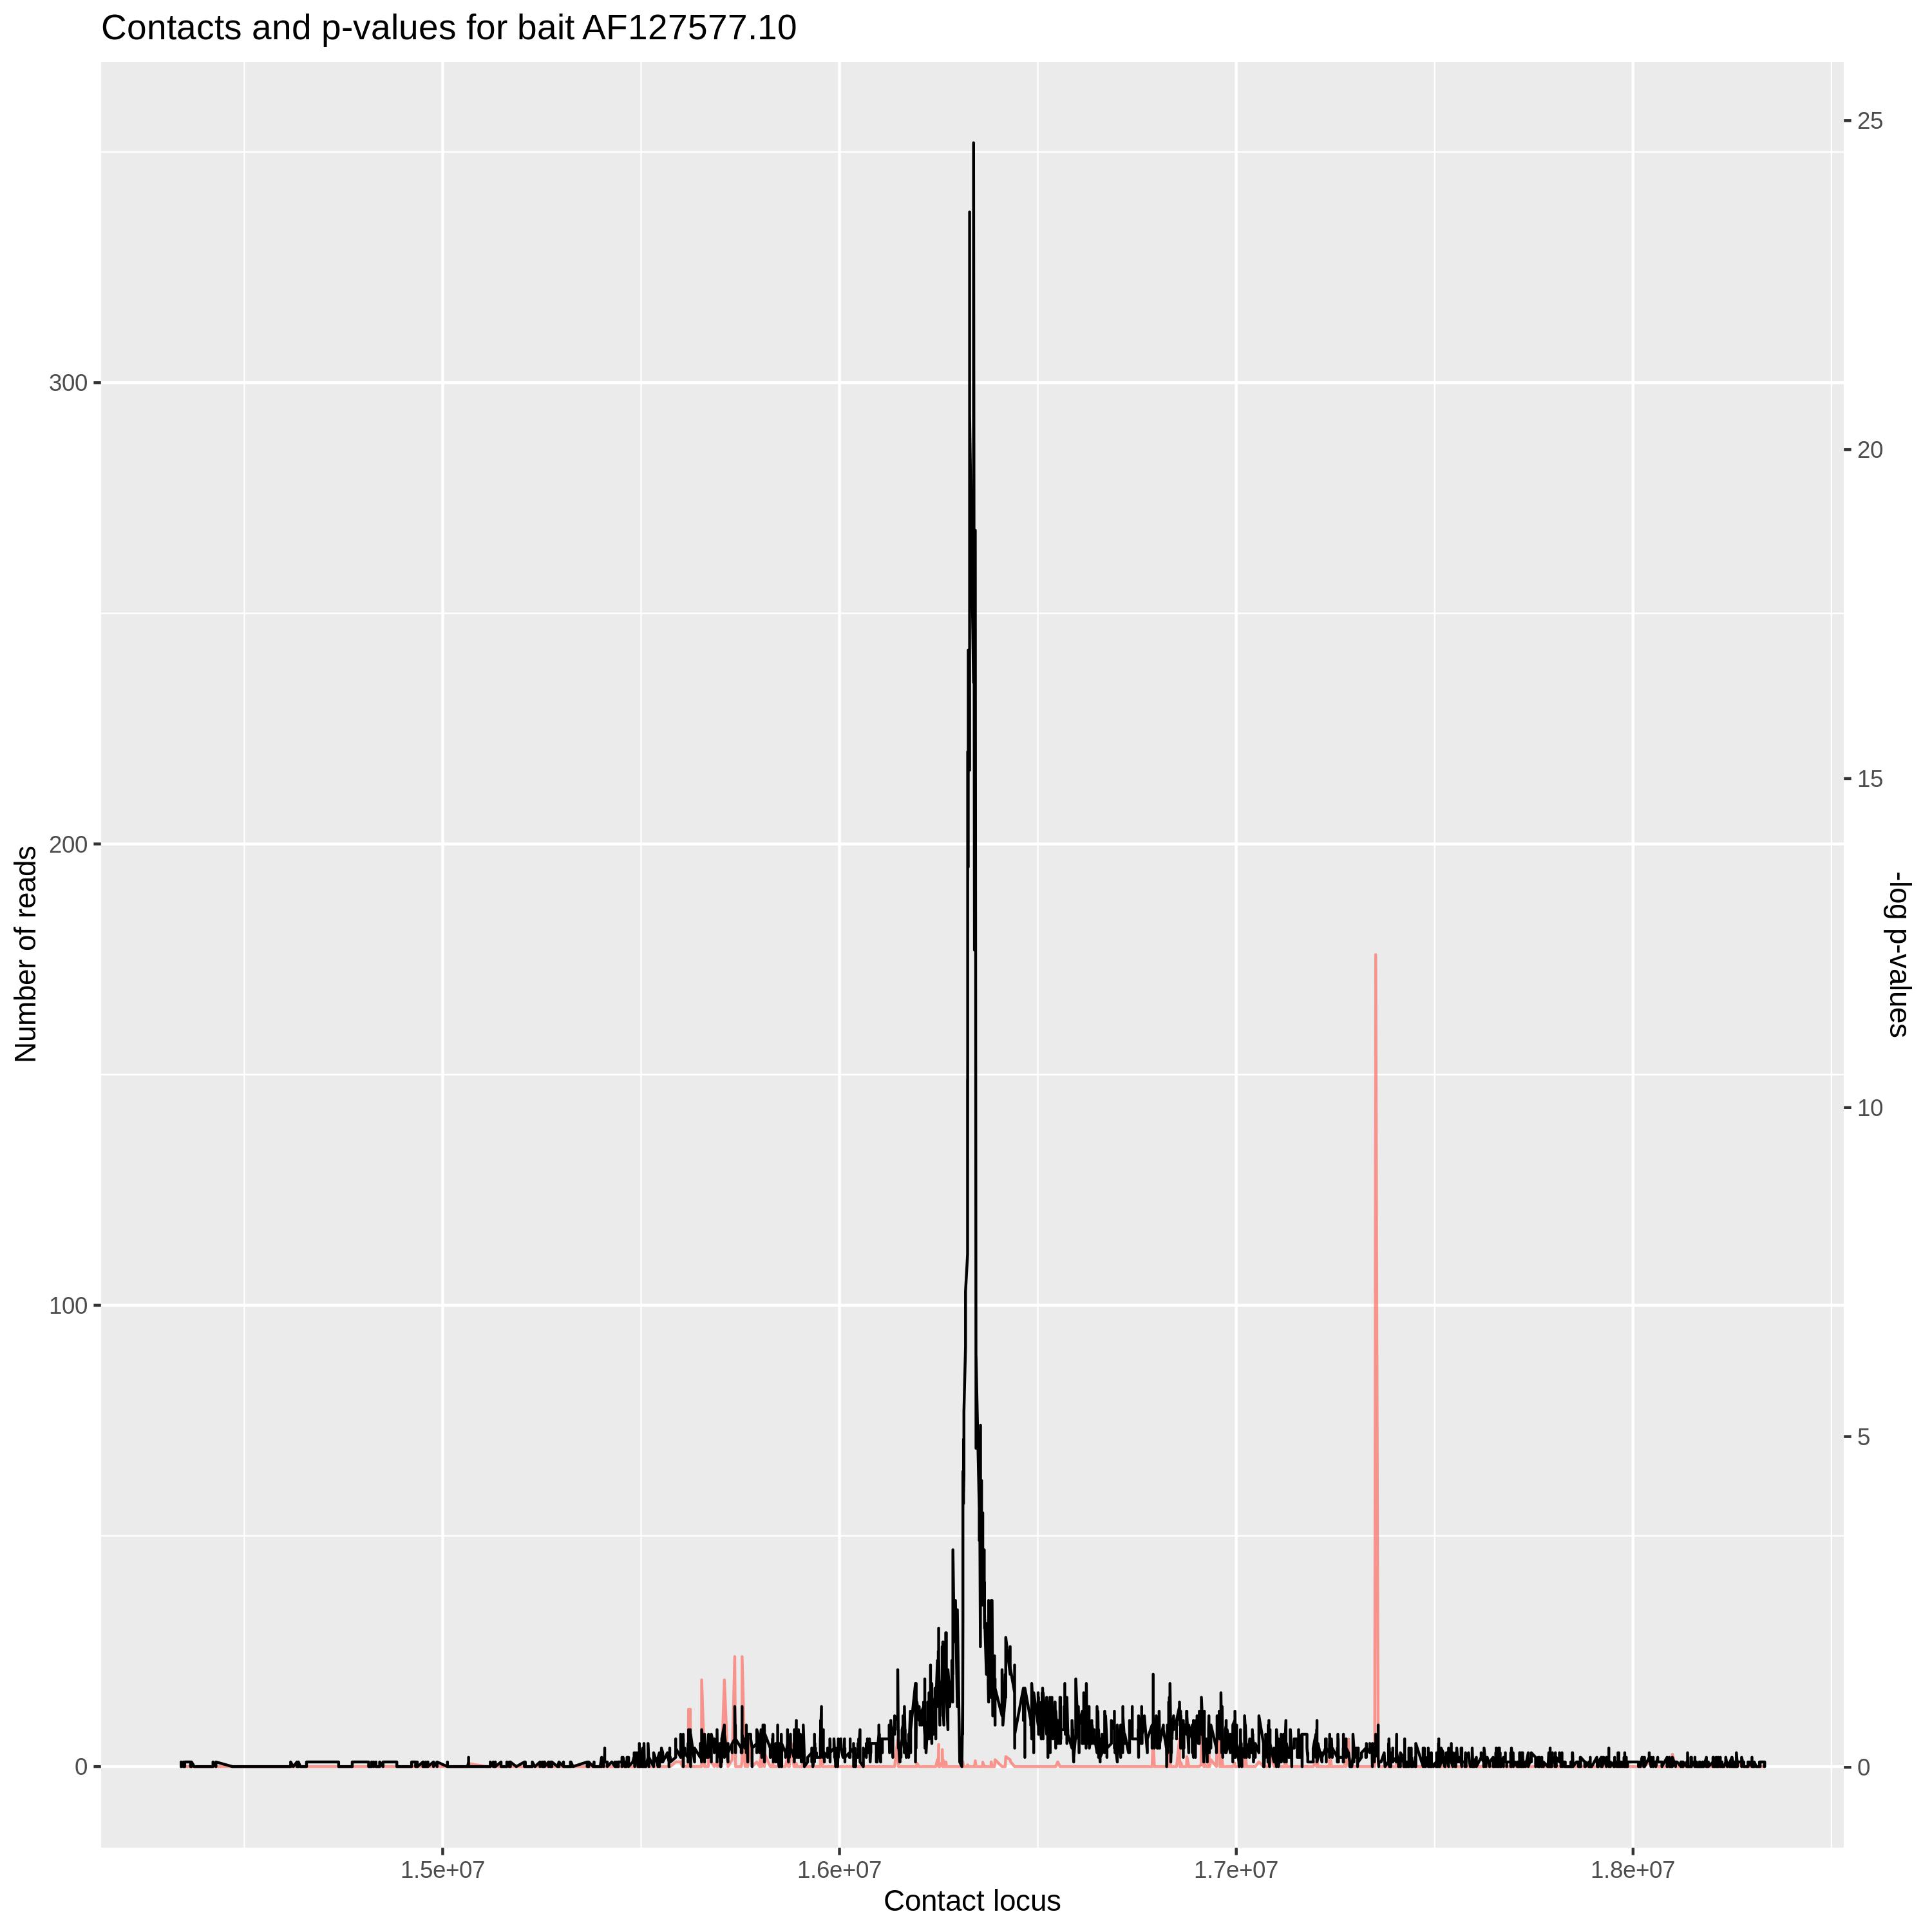 Contacts and p-values for bait AF127577.10
300
200
100
0
25
20
15
10
5
0
Number of reads
-log p-values
1.5e+07 1.6e+07 1.7e+07 1.8e+07
Contact locus